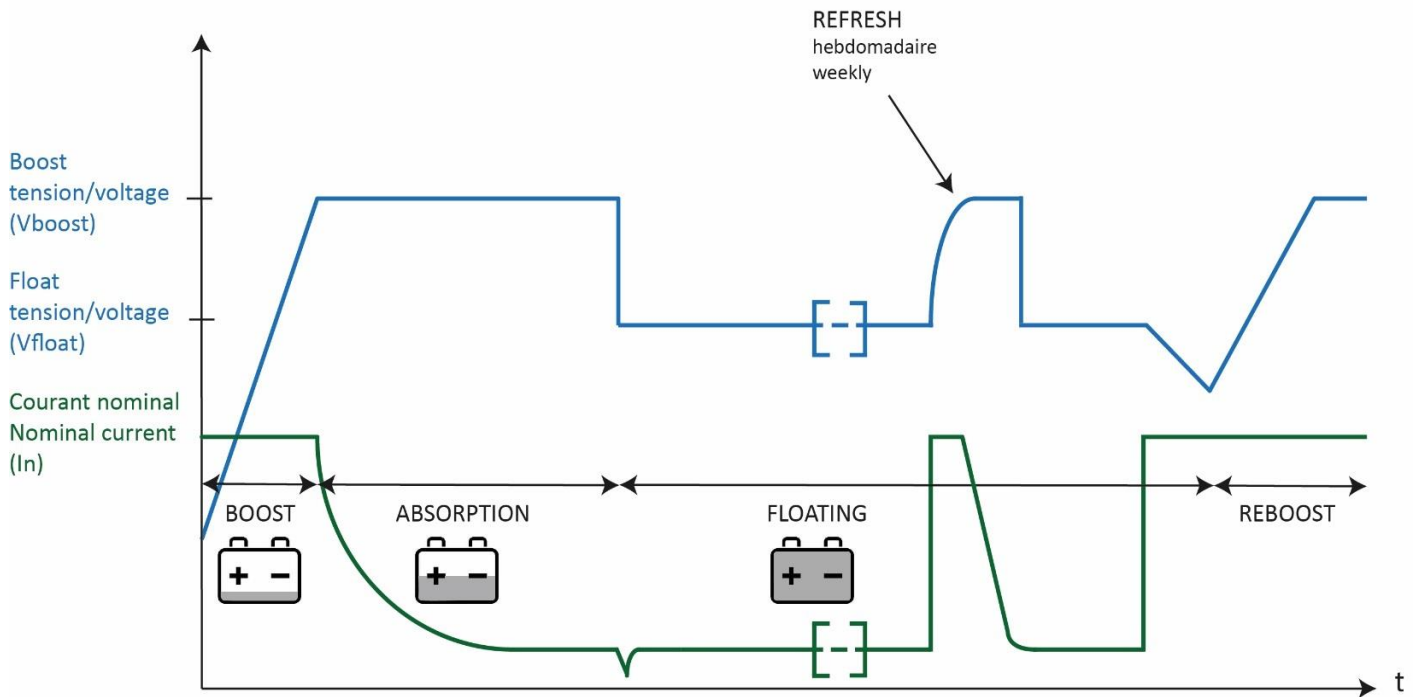 REFRESH
hebdomadaire
weekly
Boost
tension/voltage
(Vboost)
Float
tension/voltage
(Vfloat)
Courant nominal
Nominal current
(In)
BOOST
ABSORPTION
FLOATING
REBOOST
+ −
+ −
+ −
t